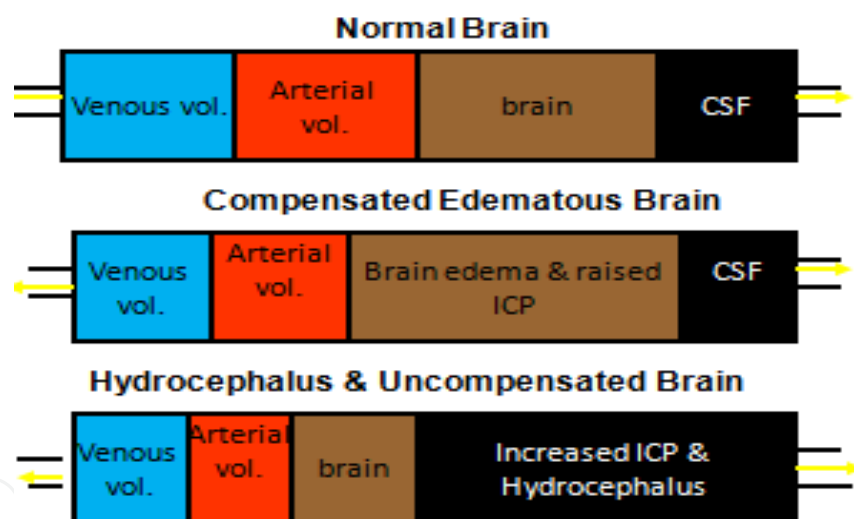 Normal Brain
Venous vol.
Arterial
vol.
brain
CSF
Compensated Edematous Brain
Venous
vol.
Arterial
vol.
Brain edema & raised
ICP
CSF
Hydrocephalus & Uncompensated Brain
Venous
vol.
Arterial
vol.
brain
Increased ICP &
Hydrocephalus